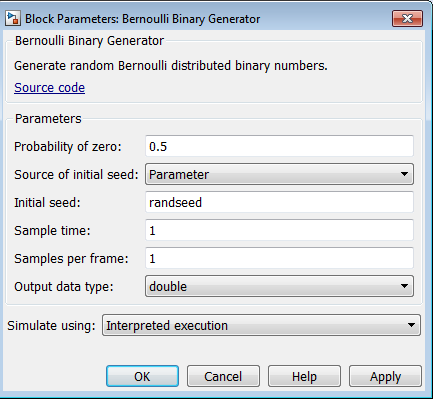 Block Parameters: Bernoulli Binary Generator
Bernoulli Binary Generator
Generate random Bernoulli distributed binary numbers.
Source code
Parameters
Probability of zero: 0.5
Source of initial seed: Parameter
Initial seed: randseed
Sample time: 1
Samples per frame: 1
Output data type: double
Simulate using: Interpreted execution
OK Cancel Help Apply